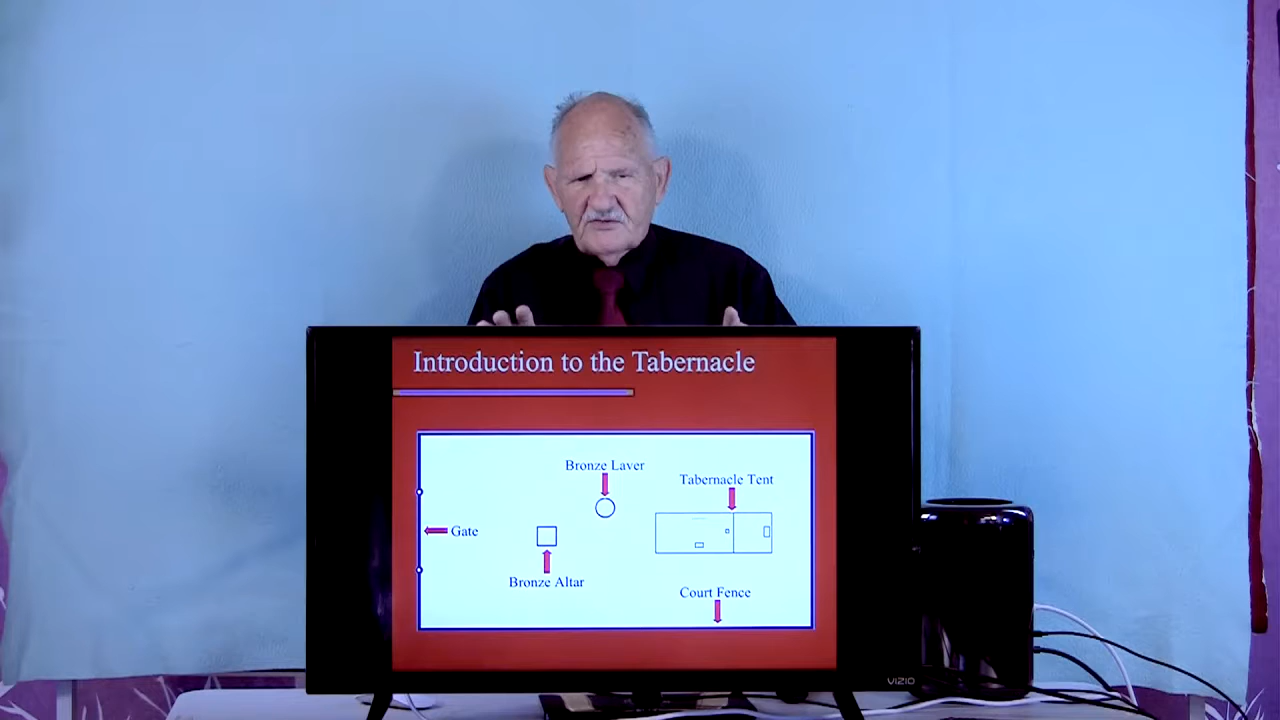 Introduction to the Tabernacle
Bronze Laver
Tabernacle Tent
Gate
Bronze Altar
Court Fence
VIZIO